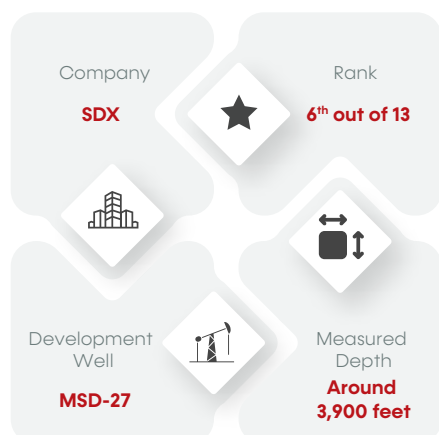 Company
SDX
Rank
6th out of 13
Development
Well
MSD-27
Measured
Depth
Around
3,900 feet